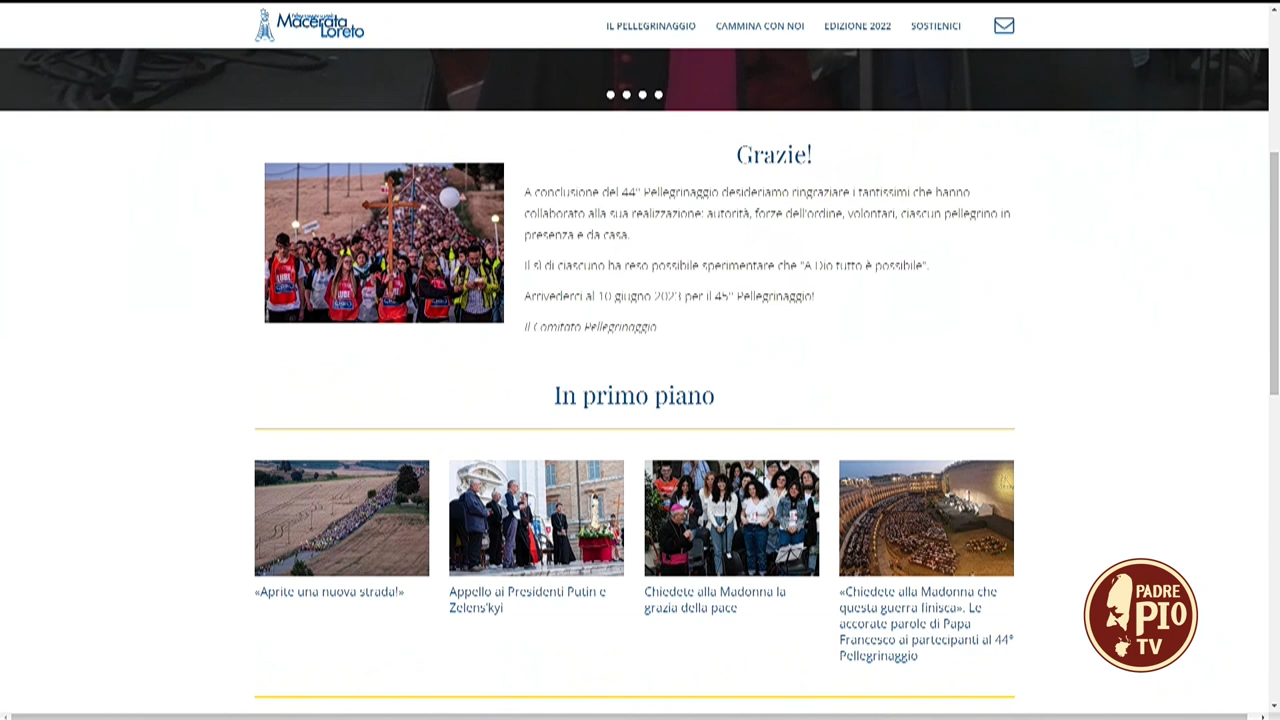 Macerata
Loreto
IL PELLEGRINAGGIO CAMMINA CON NOI EDIZIONE 2022 SOSTIENICI
Grazie!
A conclusione del 44° Pellegrinaggio desideriamo ringraziare i tantissimi che hanno
collaborato alla sua realizzazione: autorità, forze dell'ordine, volontari, ciascun pellegrino in
presenza e da casa.
Il sì di ciascuno ha reso possibile sperimentare che "A Dio tutto è possibile".
Arrivederci al 10 giugno 2023 per il 45° Pellegrinaggio!
Il Comitato Pellegrinaggio
In primo piano
«Aprite una nuova strada!»
Appello ai Presidenti Putin e
Zelens'kyi
Chiedete alla Madonna la
grazia della pace
«Chiedete alla Madonna che
questa guerra finisca». Le
accorate parole di Papa
Francesco ai partecipanti al 44°
Pellegrinaggio
PADRE
PIO
TV